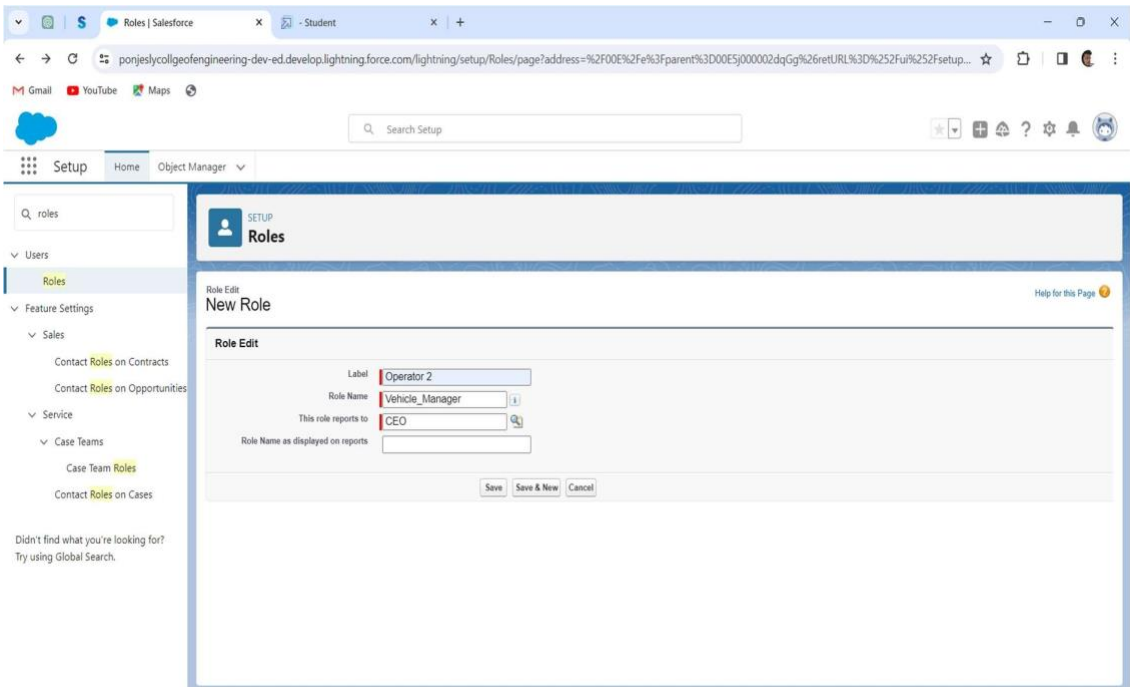 Roles | Salesforce
- Student
ponjeslycollgeofengineering-dev-ed.develop.lightning.force.com/lightning/setup/Roles/page?address=%2F00E%2Fe%3Fparent%3D00E5j000002dqGg%26retURL%3D%252Fui%252Fsetup...
Gmail YouTube Maps
Search Setup
Setup Home Object Manager
roles
SETUP
Roles
Users
Roles
Feature Settings
Sales
Contact Roles on Contracts
Contact Roles on Opportunities
Service
Case Teams
Case Team Roles
Contact Roles on Cases
Didn't find what you're looking for?
Try using Global Search.
Role Edit
New Role
Help for this Page
Role Edit
Label Operator 2
Role Name Vehicle_Manager
This role reports to CEO
Role Name as displayed on reports
Save Save & New Cancel